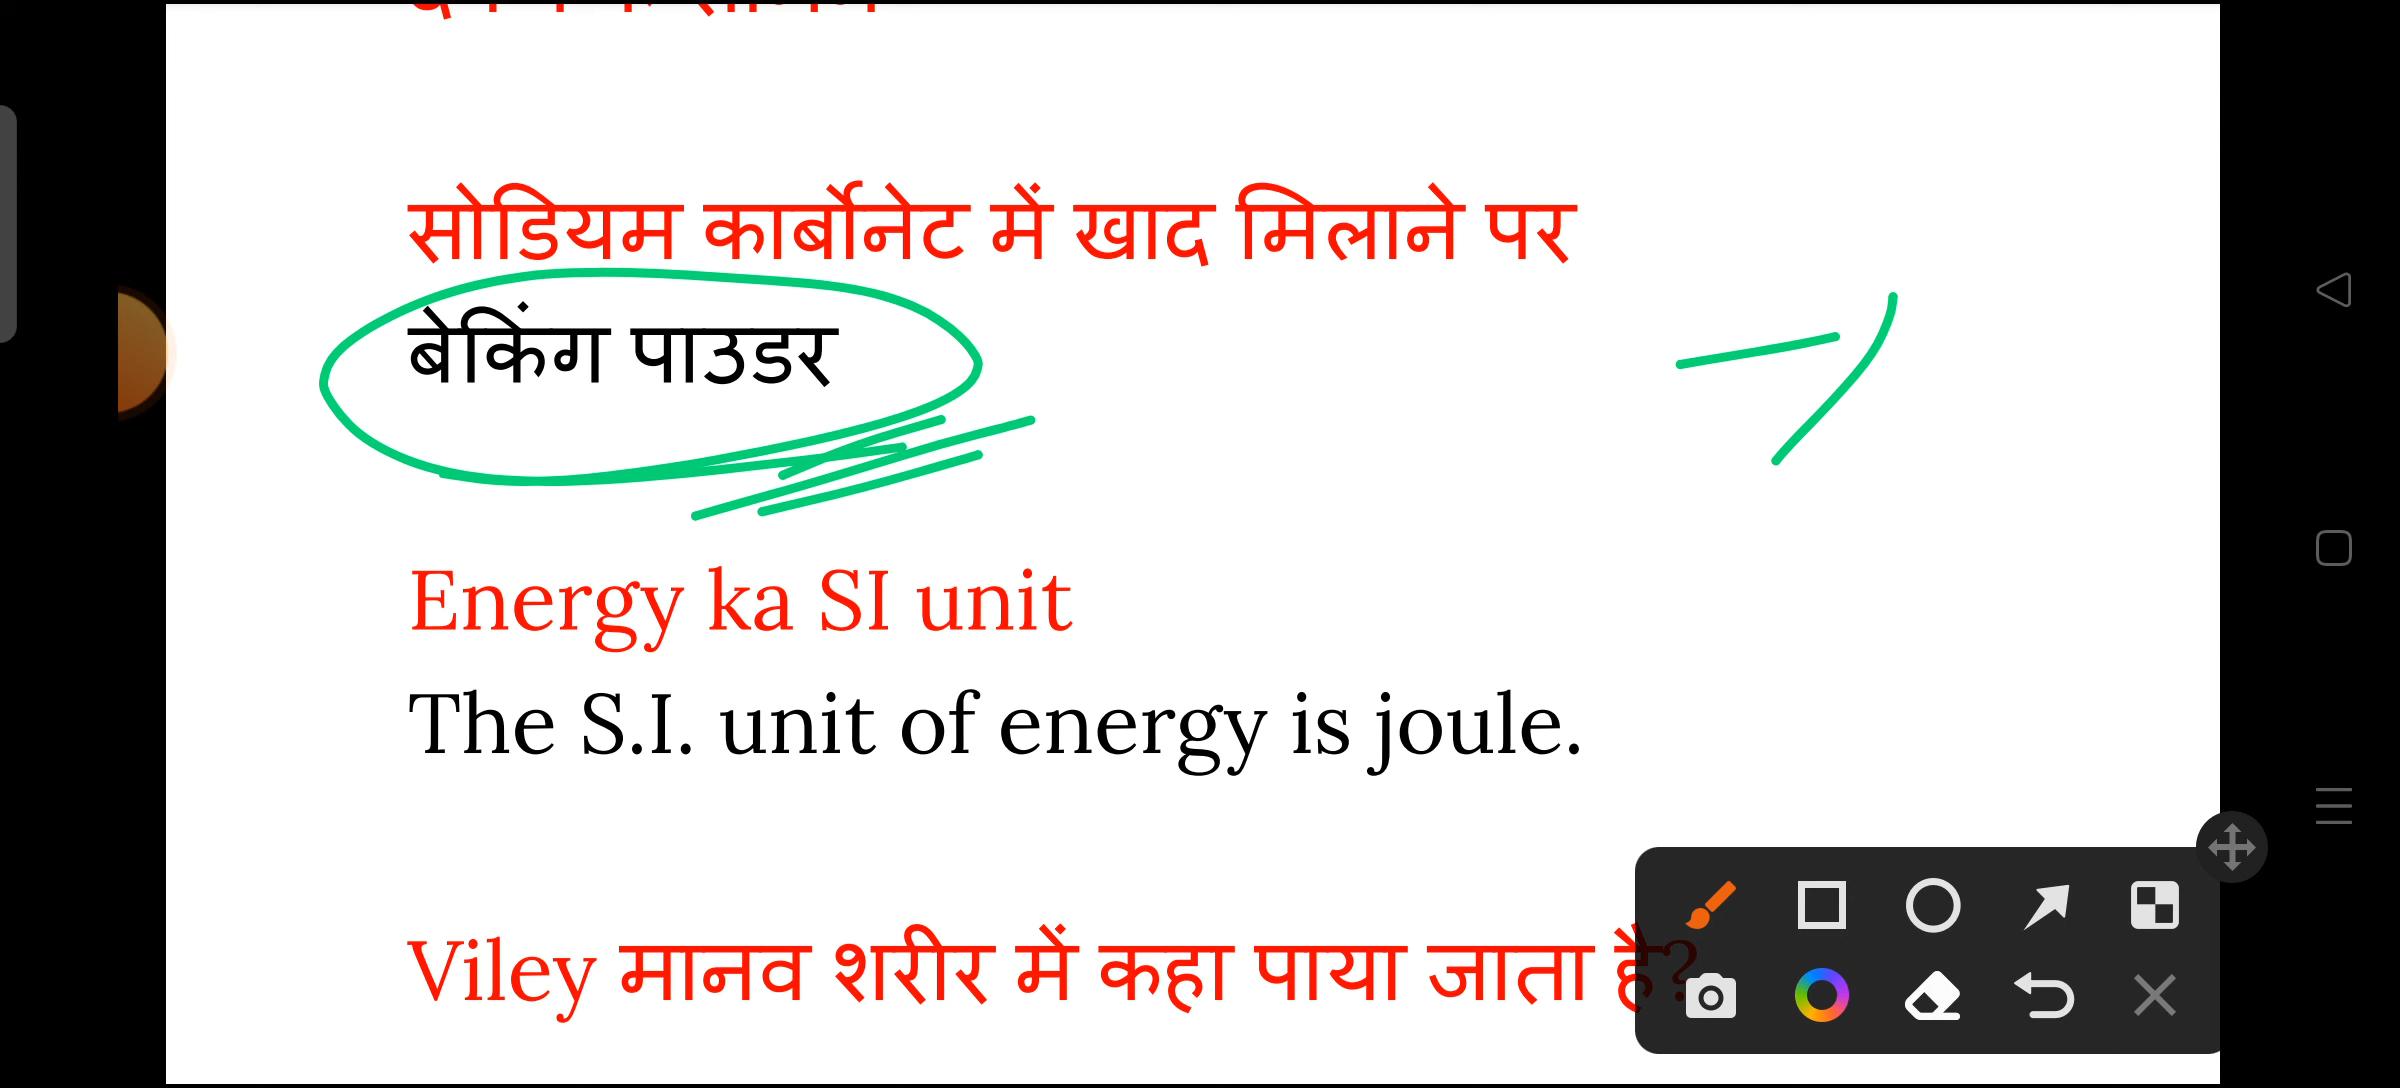 सोडियम कार्बोनेट में खाद मिलाने पर
बेकिंग पाउडर
Energy ka SI unit
The S.I. unit of energy is joule.
Viley मानव शरीर में कहा पाया जाता है?